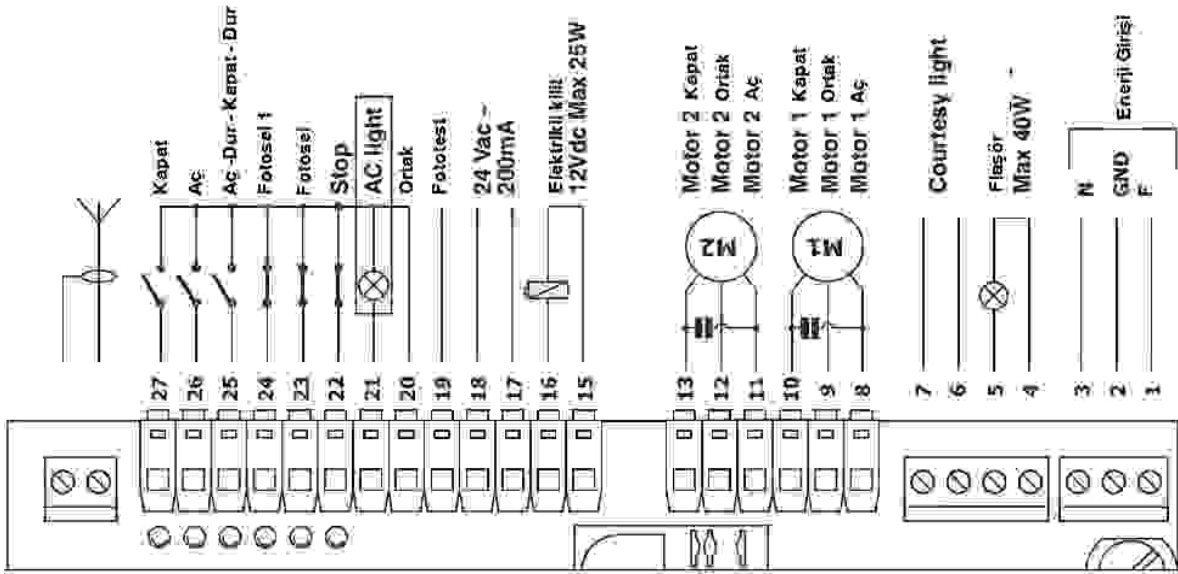 Kapat
Aç
Aç -Dur - Kapat - Dur
Fotosel 1
Fotosel
Stop
AC light
Ortak
Fototest
24 Vac ~
200mA
Elektrikli kilit
12Vdc Max 25W
Motor 2 Kapat
Motor 2 Ortak
Motor 2 Aç
Motor 1 Kapat
Motor 1 Ortak
Motor 1 Aç
Courtesy light
Flaşör
Max 40W ~
N
GND
F
Enerji Girişi
M2
M1
27
26
25
24
23
22
21
20
19
18
17
16
15
13
12
11
10
9
8
7
6
5
4
3
2
1